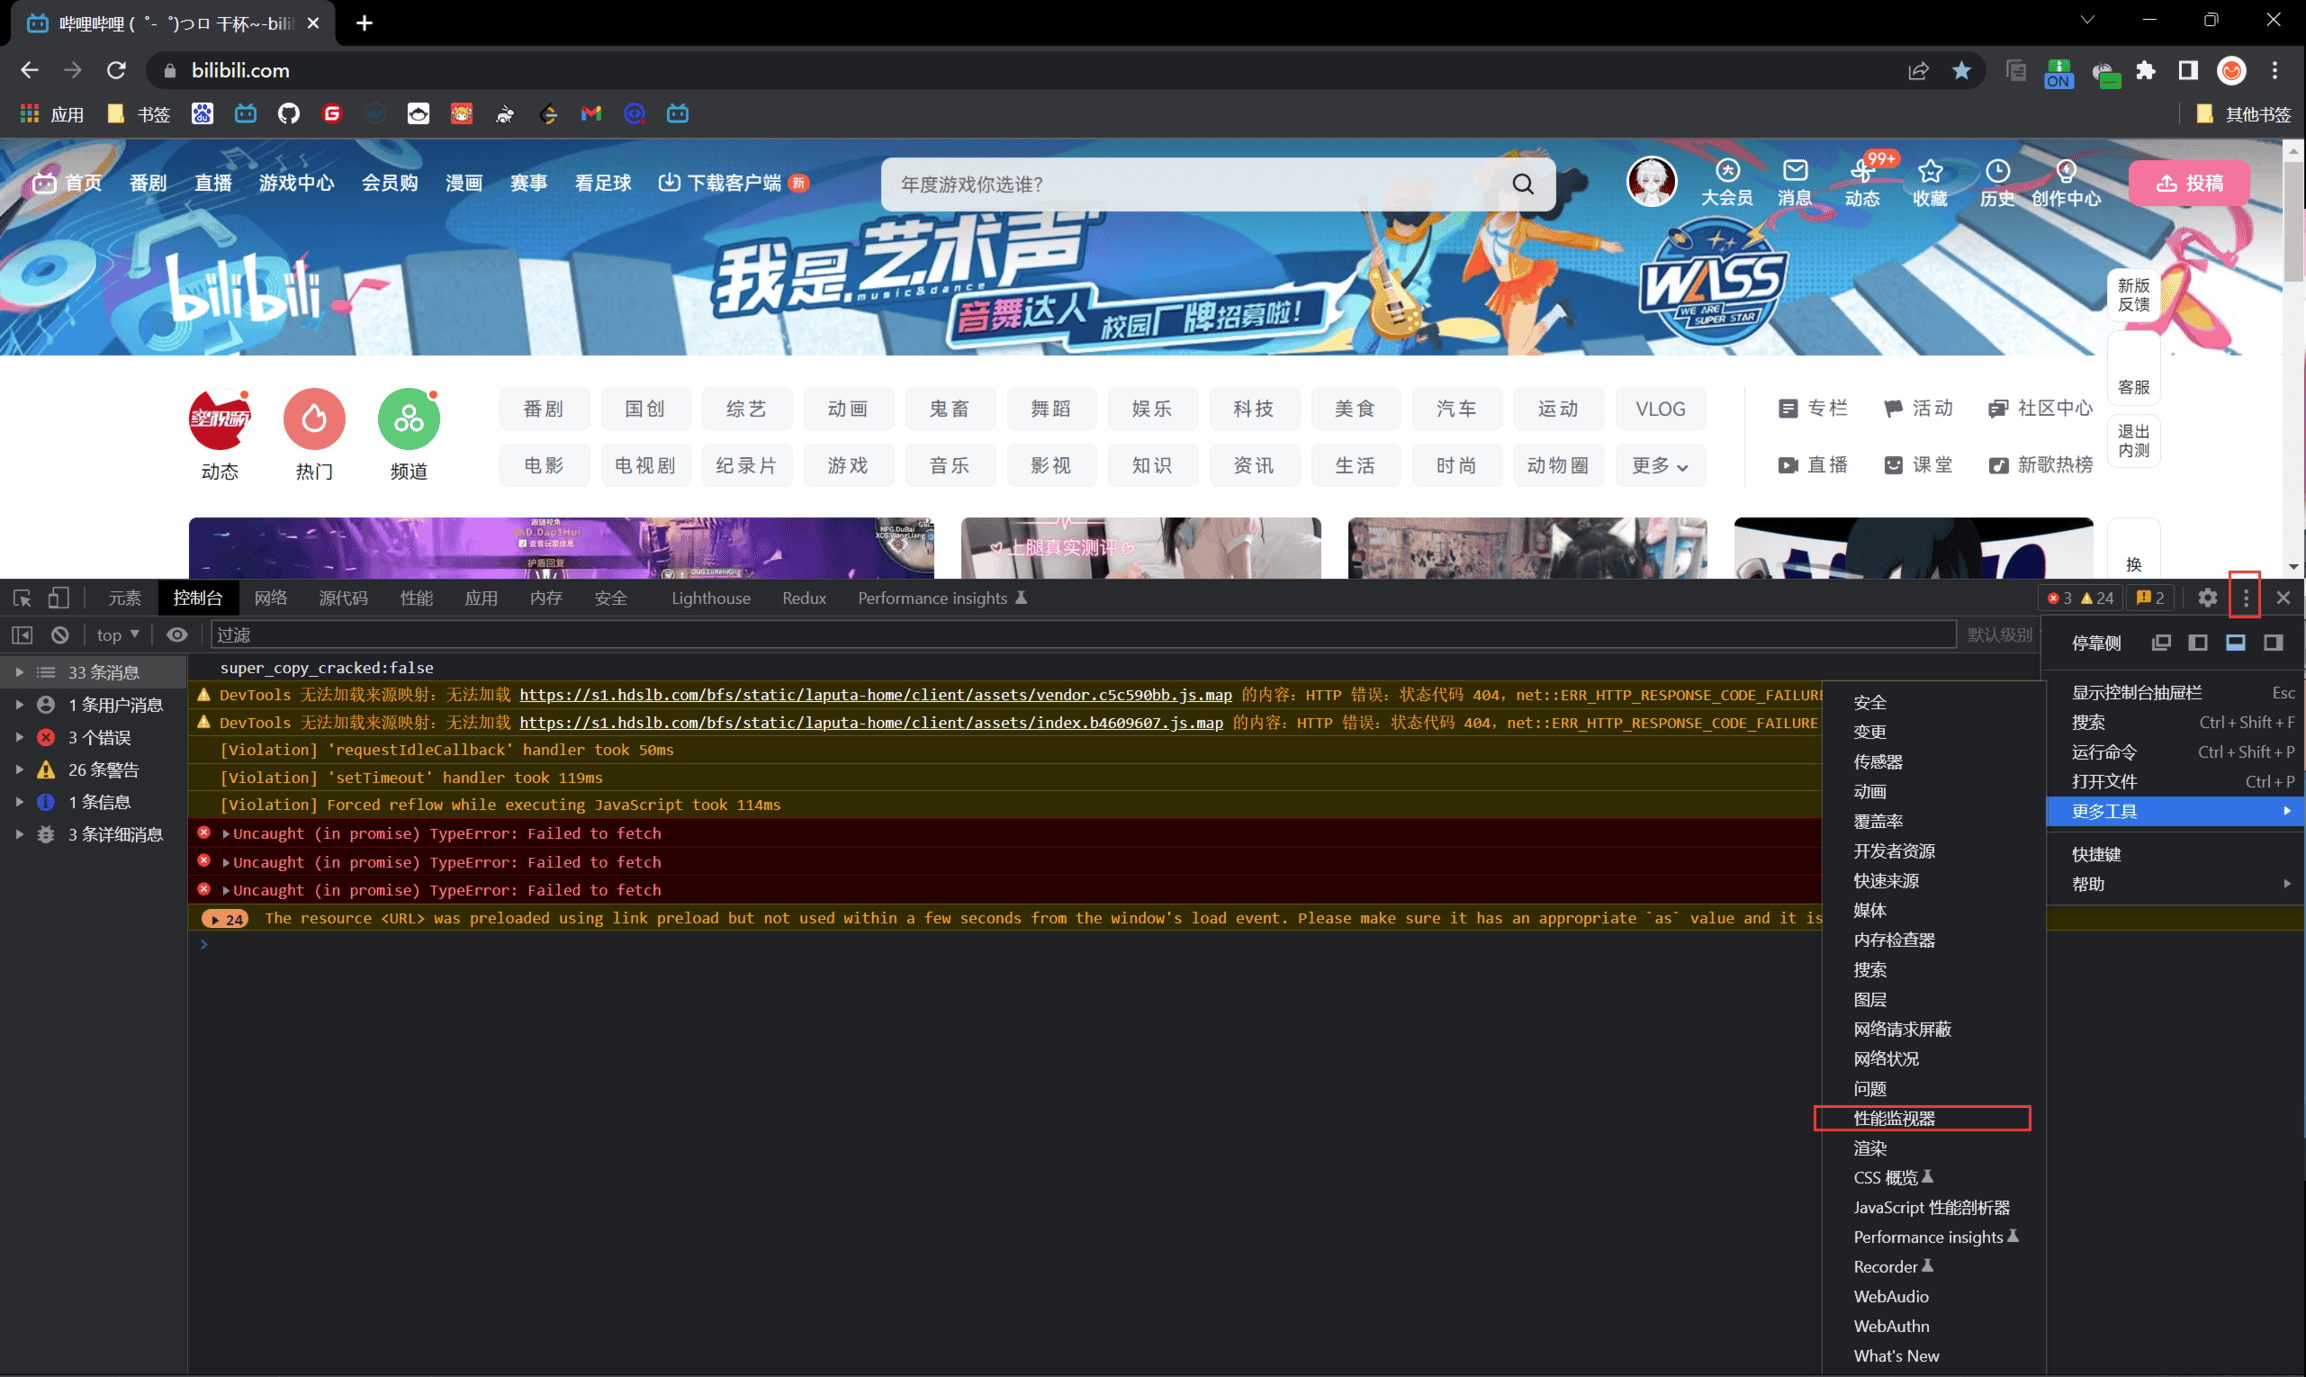 哔哩哔哩 (゜-゜)つロ 干杯~-bili
bilibili.com
ON
应用
书签
其他书签
首页
番剧
直播
游戏中心
会员购
漫画
赛事
看足球
下载客户端
新
年度游戏你选谁?
大会员
消息
99+
动态
收藏
历史
创作中心
投稿
bilibili
我是.艺术声
music&dance
音舞达人 校园厂牌招募啦!
WASS
WE ARE
SUPER STAR
新版
反馈
客服
退出
内测
动态
热门
频道
番剧
国创
综艺
动画
鬼畜
舞蹈
娱乐
科技
美食
汽车
运动
VLOG
专栏
活动
社区中心
电影
电视剧
纪录片
游戏
音乐
影视
知识
资讯
生活
时尚
动物圈
更多
直播
课堂
新歌热榜
跟随视角
查看玩家信息
护盾回复
NPG.DuBai
XCG.WangLiang
上腿真实测评
换
元素
控制台
网络
源代码
性能
应用
内存
安全
Lighthouse
Redux
Performance insights
3
24
2
top
过滤
默认级别
停靠侧
33 条消息
1 条用户消息
3 个错误
26 条警告
1 条信息
3 条详细消息
super_copy_cracked:false
DevTools 无法加载来源映射: 无法加载 https://s1.hdslb.com/bfs/static/laputa-home/client/assets/vendor.c5c590bb.js.map 的内容: HTTP 错误: 状态代码 404, net::ERR_HTTP_RESPONSE_CODE_FAILURE
DevTools 无法加载来源映射: 无法加载 https://s1.hdslb.com/bfs/static/laputa-home/client/assets/index.b4609607.js.map 的内容: HTTP 错误: 状态代码 404, net::ERR_HTTP_RESPONSE_CODE_FAILURE
[Violation] 'requestIdleCallback' handler took 50ms
[Violation] 'setTimeout' handler took 119ms
[Violation] Forced reflow while executing JavaScript took 114ms
Uncaught (in promise) TypeError: Failed to fetch
Uncaught (in promise) TypeError: Failed to fetch
Uncaught (in promise) TypeError: Failed to fetch
24 The resource <URL> was preloaded using link preload but not used within a few seconds from the window's load event. Please make sure it has an appropriate `as` value and it is
显示控制台抽屉栏 Esc
搜索 Ctrl + Shift + F
运行命令 Ctrl + Shift + P
打开文件 Ctrl + P
更多工具
快捷键
帮助
安全
变更
传感器
动画
覆盖率
开发者资源
快速来源
媒体
内存检查器
搜索
图层
网络请求屏蔽
网络状况
问题
性能监视器
渲染
CSS 概览
JavaScript 性能剖析器
Performance insights
Recorder
WebAudio
WebAuthn
What's New